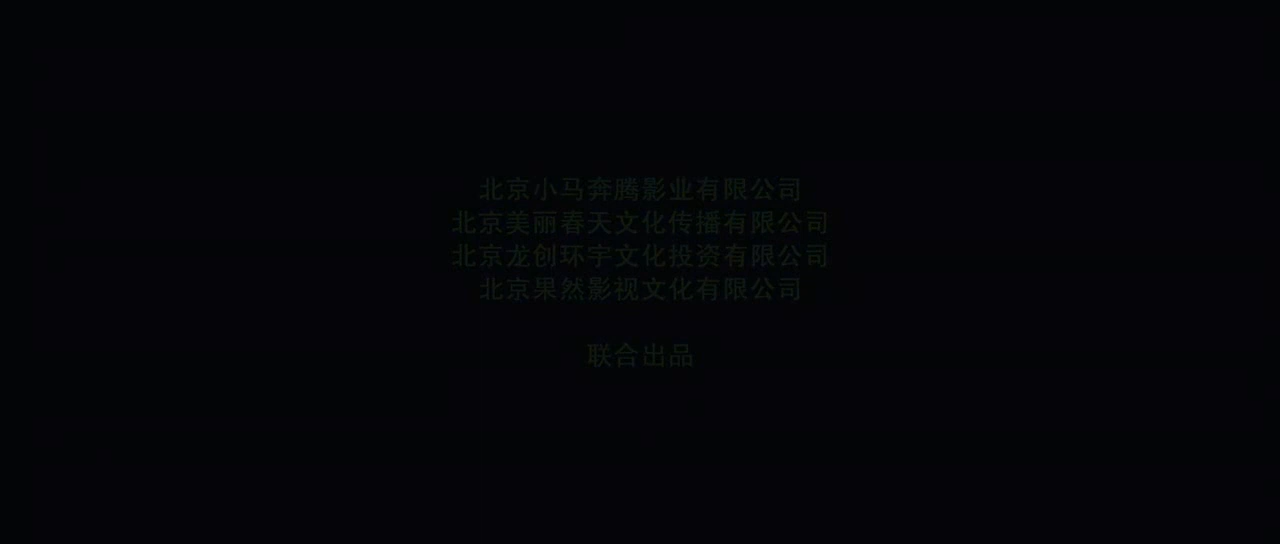 北京小马奔腾影业有限公司
北京美丽春天文化传播有限公司
北京龙创环宇文化投资有限公司
北京果然影视文化有限公司
联合出品